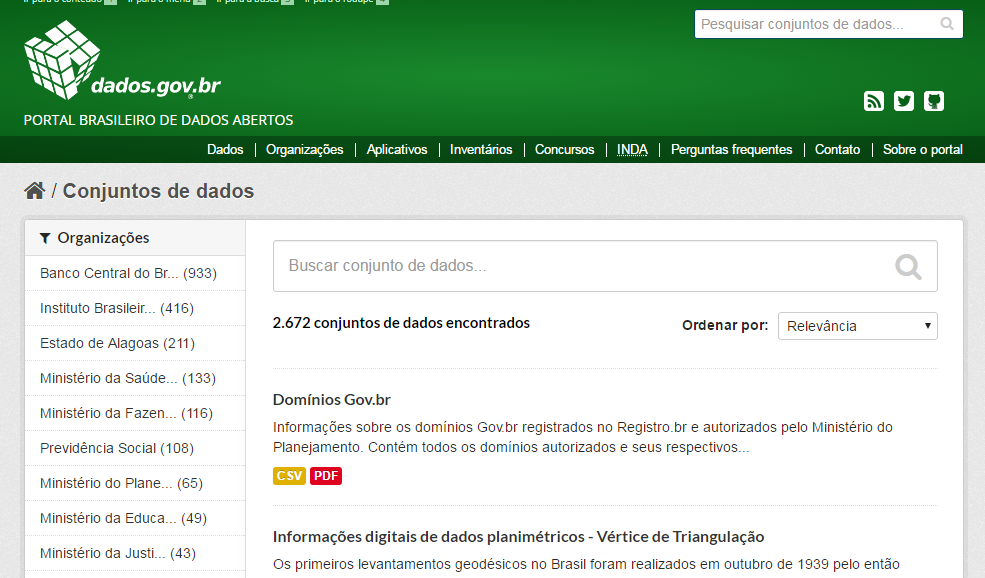 Ir para o conteúdo 1 Ir para o menu 2 Ir para a busca 3 Ir para o rodapé 4
Pesquisar conjuntos de dados...
dados.gov.br
PORTAL BRASILEIRO DE DADOS ABERTOS
Dados | Organizações | Aplicativos | Inventários | Concursos | INDA | Perguntas frequentes | Contato | Sobre o portal
/ Conjuntos de dados
Organizações
Banco Central do Br... (933)
Instituto Brasileir... (416)
Estado de Alagoas (211)
Ministério da Saúde... (133)
Ministério da Fazen... (116)
Previdência Social (108)
Ministério do Plane... (65)
Ministério da Educa... (49)
Ministério da Justi... (43)
Buscar conjunto de dados...
2.672 conjuntos de dados encontrados
Ordenar por: Relevância
Domínios Gov.br
Informações sobre os domínios Gov.br registrados no Registro.br e autorizados pelo Ministério do
Planejamento. Contém todos os domínios autorizados e seus respectivos...
CSV PDF
Informações digitais de dados planimétricos - Vértice de Triangulação
Os primeiros levantamentos geodésicos no Brasil foram realizados em outubro de 1939 pelo então